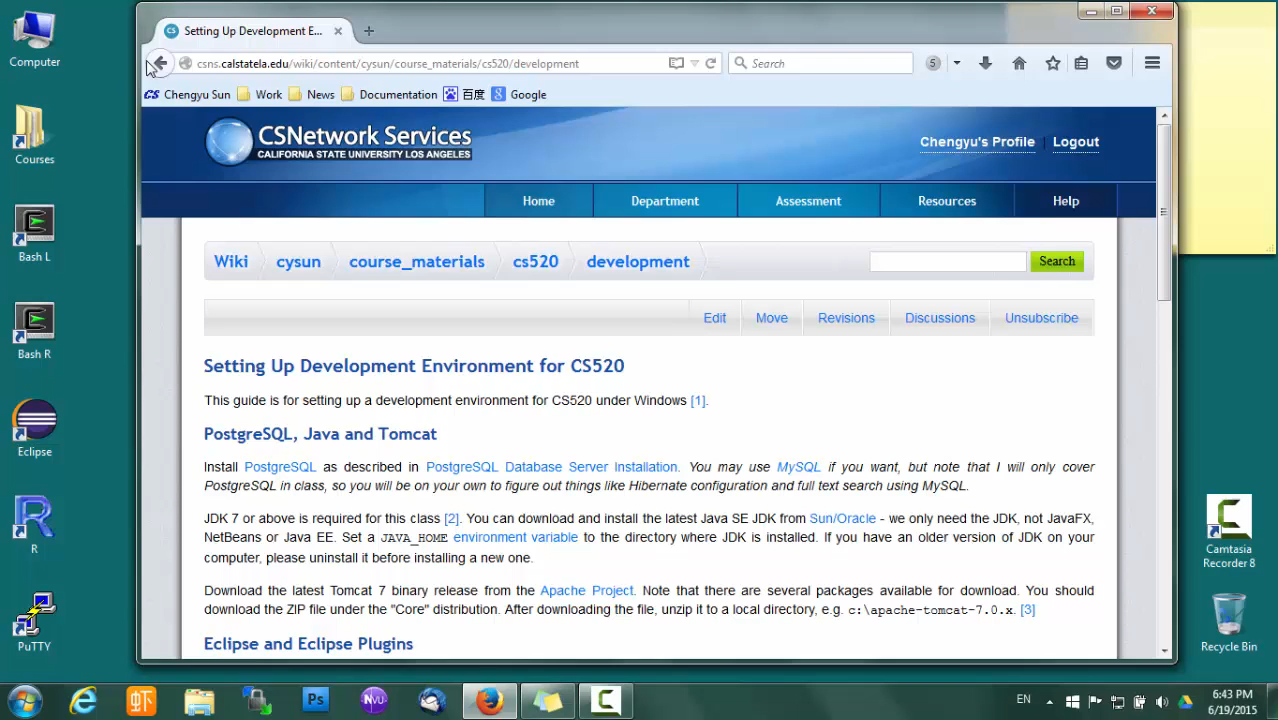 Computer
Courses
Bash L
Bash R
Eclipse
R
PuTTY
Setting Up Development E...
csns.calstatela.edu/wiki/content/cysun/course_materials/cs520/development
Search
5
CS Chengyu Sun Work News Documentation 百度 Google
CSNetwork Services
CALIFORNIA STATE UNIVERSITY LOS ANGELES
Chengyu's Profile Logout
Home Department Assessment Resources Help
Wiki cysun course_materials cs520 development Search
Edit Move Revisions Discussions Unsubscribe
Setting Up Development Environment for CS520
This guide is for setting up a development environment for CS520 under Windows [1].
PostgreSQL, Java and Tomcat
Install PostgreSQL as described in PostgreSQL Database Server Installation. You may use MySQL if you want, but note that I will only cover
PostgreSQL in class, so you will be on your own to figure out things like Hibernate configuration and full text search using MySQL.
JDK 7 or above is required for this class [2]. You can download and install the latest Java SE JDK from Sun/Oracle - we only need the JDK, not JavaFX,
NetBeans or Java EE. Set a JAVA_HOME environment variable to the directory where JDK is installed. If you have an older version of JDK on your
computer, please uninstall it before installing a new one.
Download the latest Tomcat 7 binary release from the Apache Project. Note that there are several packages available for download. You should
download the ZIP file under the "Core" distribution. After downloading the file, unzip it to a local directory, e.g. c:\apache-tomcat-7.0.x. [3]
Eclipse and Eclipse Plugins
Camtasia
Recorder 8
Recycle Bin
虾
Ps
NVU
C
EN
6:43 PM
6/19/2015